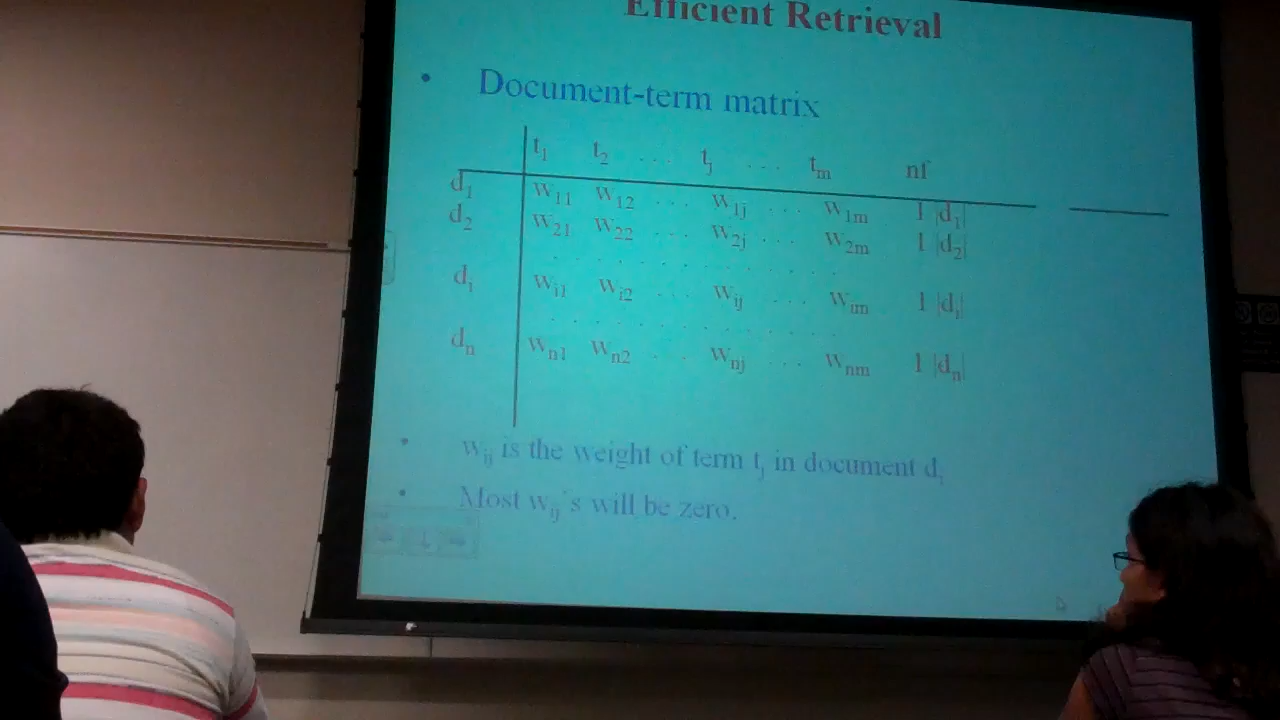 Efficient Retrieval
• Document-term matrix
t1 t2 . . . tj . . . tm nf
d1 w11 w12 . . . w1j . . . w1m 1 |d1|
d2 w21 w22 . . . w2j . . . w2m 1 |d2|
. . . . . . . . . . . . . .
di wi1 wi2 . . . wij . . . wim 1 |di|
. . . . . . . . . . . . . .
dn wn1 wn2 . . . wnj . . . wnm 1 |dn|
• wij is the weight of term tj in document di
• Most wij's will be zero.